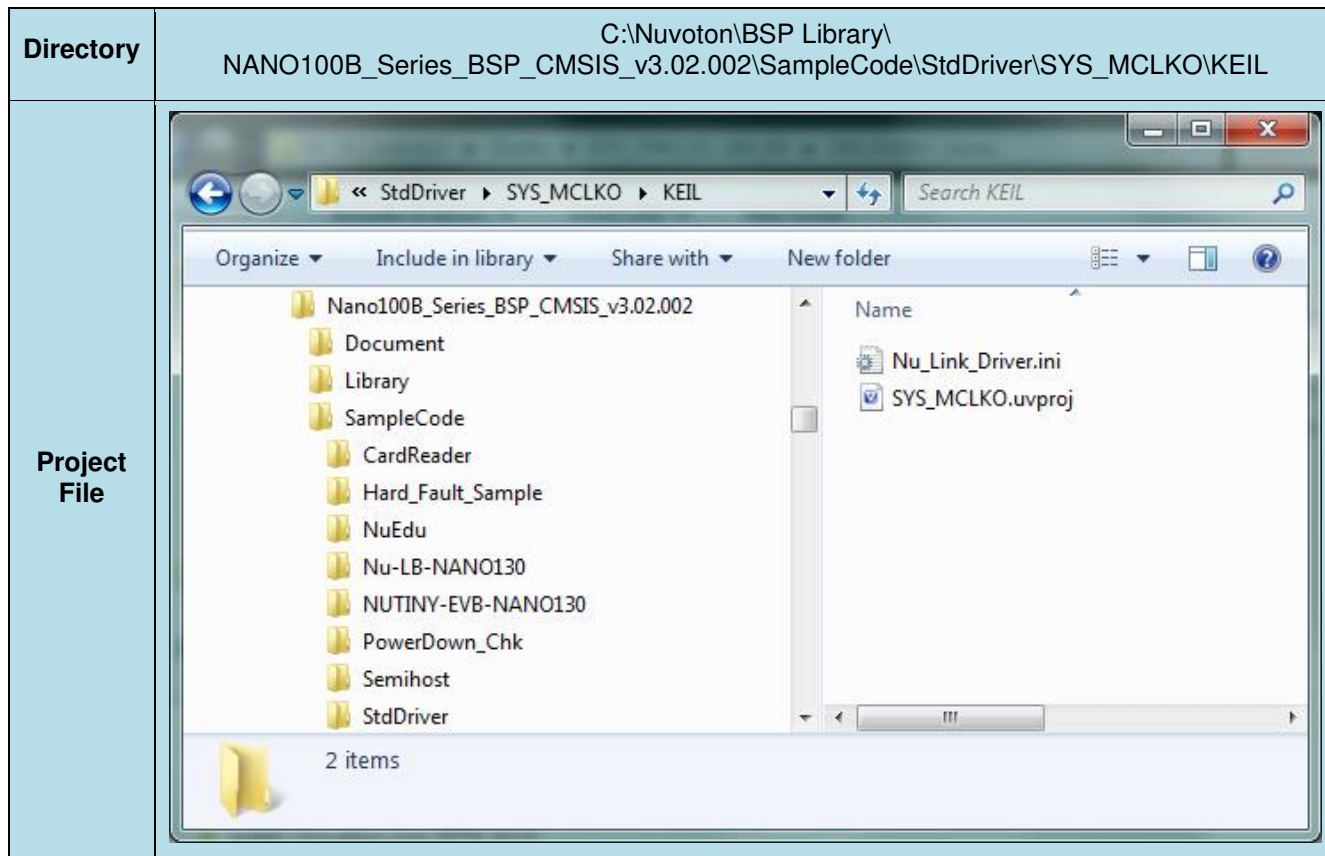 Directory
C:\Nuvoton\BSP Library\
NANO100B_Series_BSP_CMSIS_v3.02.002\SampleCode\StdDriver\SYS_MCLKO\KEIL
Project
File
« StdDriver ▸ SYS_MCLKO ▸ KEIL
Search KEIL
Organize ▾ Include in library ▾ Share with ▾ New folder
Nano100B_Series_BSP_CMSIS_v3.02.002
Document
Library
SampleCode
CardReader
Hard_Fault_Sample
NuEdu
Nu-LB-NANO130
NUTINY-EVB-NANO130
PowerDown_Chk
Semihost
StdDriver
Name
Nu_Link_Driver.ini
SYS_MCLKO.uvproj
2 items